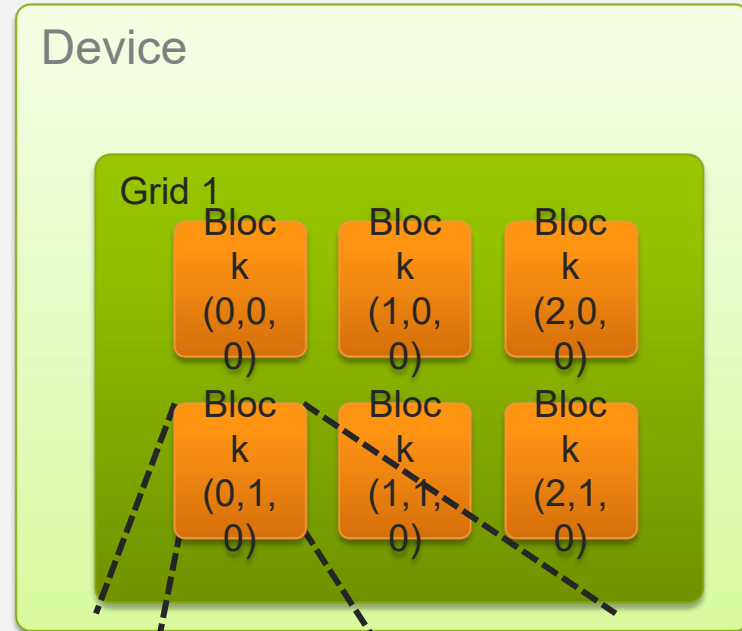 Device
Grid 1
Bloc
k
(0,0,
0)
Bloc
k
(1,0,
0)
Bloc
k
(2,0,
0)
Bloc
k
(0,1,
0)
Bloc
k
(1,1,
0)
Bloc
k
(2,1,
0)